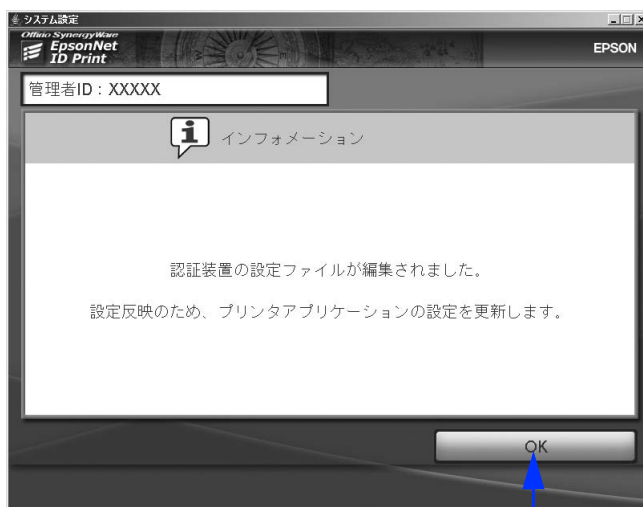 システム設定
Offirio SynergyWare
EpsonNet
ID Print
EPSON
管理者ID：XXXXX
i インフォメーション
認証装置の設定ファイルが編集されました。
設定反映のため、プリンタアプリケーションの設定を更新します。
OK